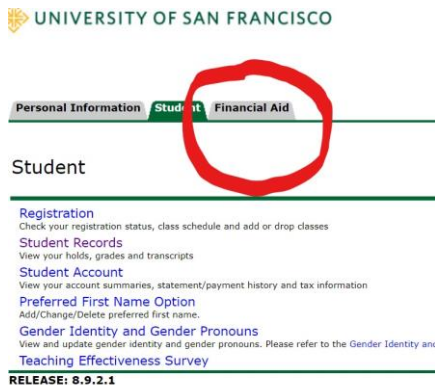 UNIVERSITY OF SAN FRANCISCO
Personal Information Student Financial Aid
Student
Registration
Check your registration status, class schedule and add or drop classes
Student Records
View your holds, grades and transcripts
Student Account
View your account summaries, statement/payment history and tax information
Preferred First Name Option
Add/Change/Delete preferred first name.
Gender Identity and Gender Pronouns
View and update gender identity and gender pronouns. Please refer to the Gender Identity and
Teaching Effectiveness Survey
RELEASE: 8.9.2.1